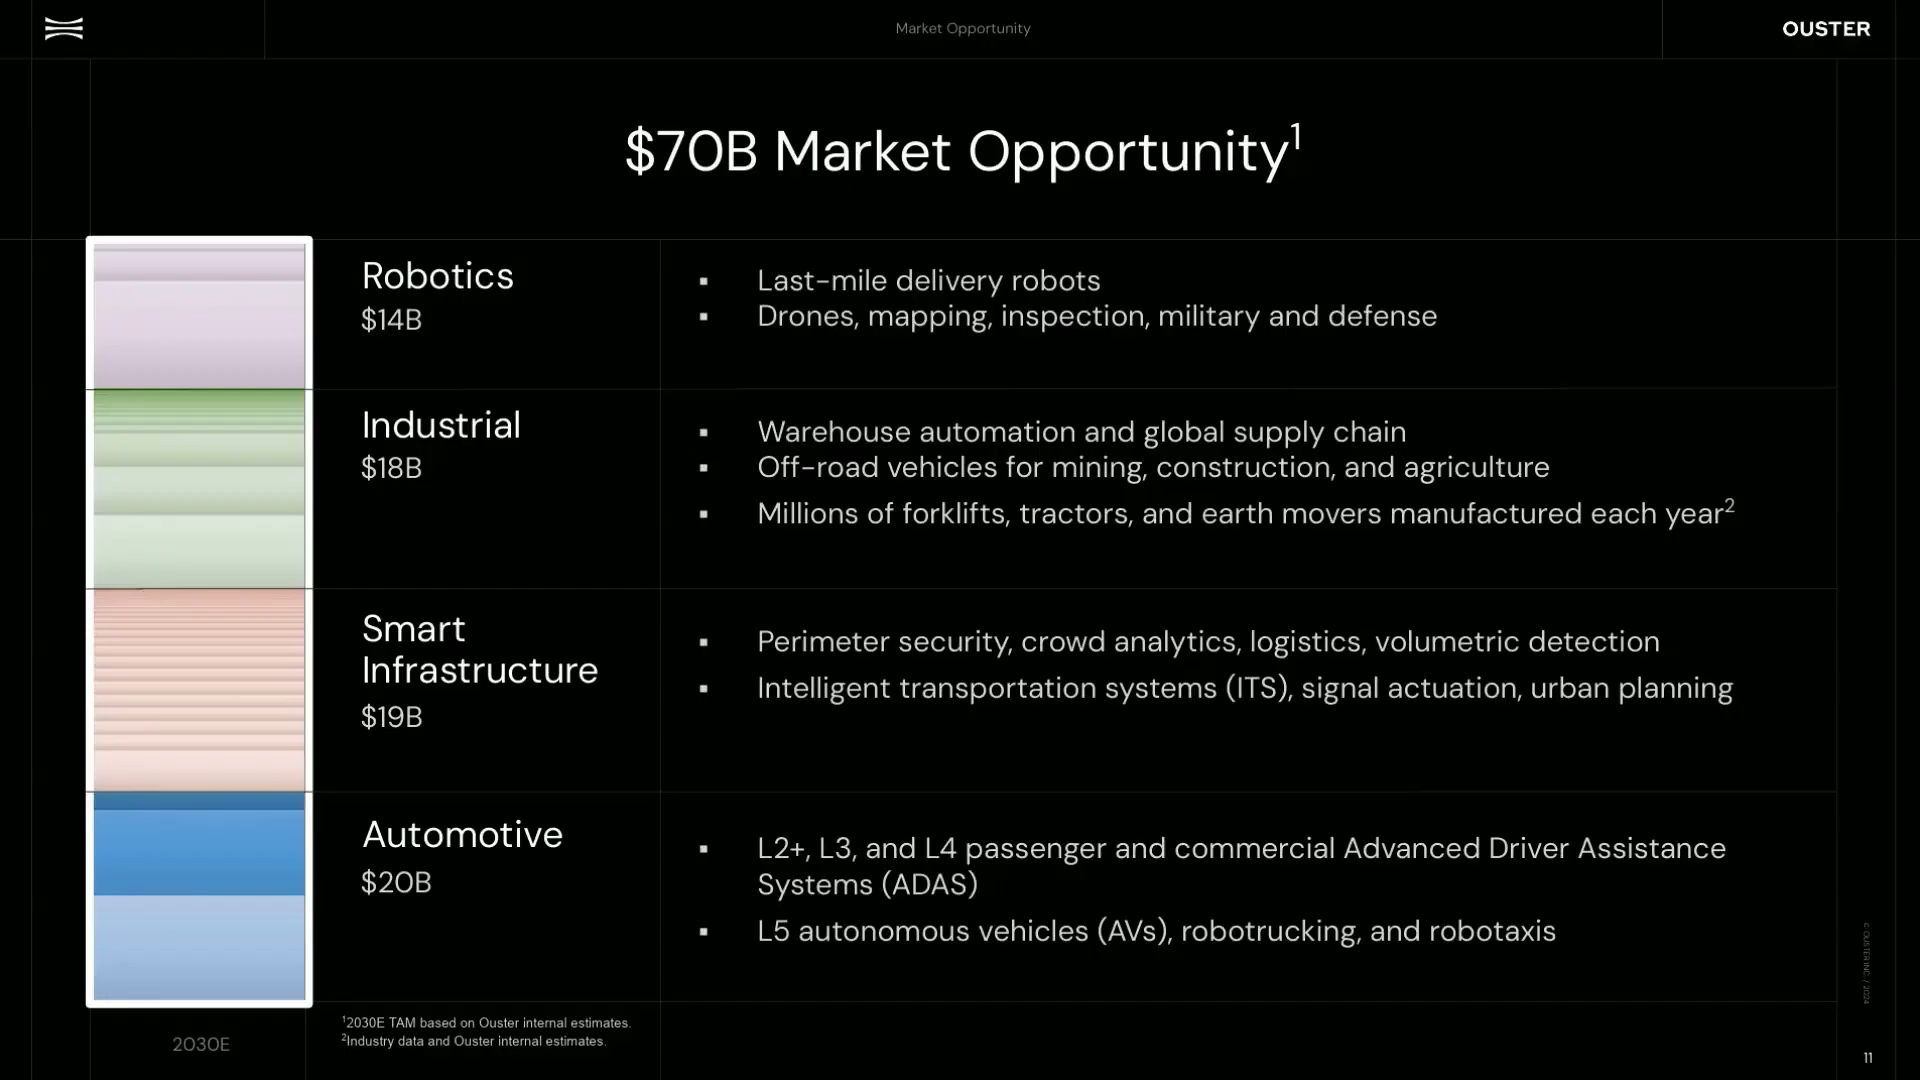 Market Opportunity
OUSTER
$70B Market Opportunity¹
Robotics
$14B
▪ Last-mile delivery robots
▪ Drones, mapping, inspection, military and defense
Industrial
$18B
▪ Warehouse automation and global supply chain
▪ Off-road vehicles for mining, construction, and agriculture
▪ Millions of forklifts, tractors, and earth movers manufactured each year²
Smart
Infrastructure
$19B
▪ Perimeter security, crowd analytics, logistics, volumetric detection
▪ Intelligent transportation systems (ITS), signal actuation, urban planning
Automotive
$20B
▪ L2+, L3, and L4 passenger and commercial Advanced Driver Assistance
Systems (ADAS)
▪ L5 autonomous vehicles (AVs), robotrucking, and robotaxis
2030E
¹2030E TAM based on Ouster internal estimates.
²Industry data and Ouster internal estimates.
© OUSTER INC. / 2024
11